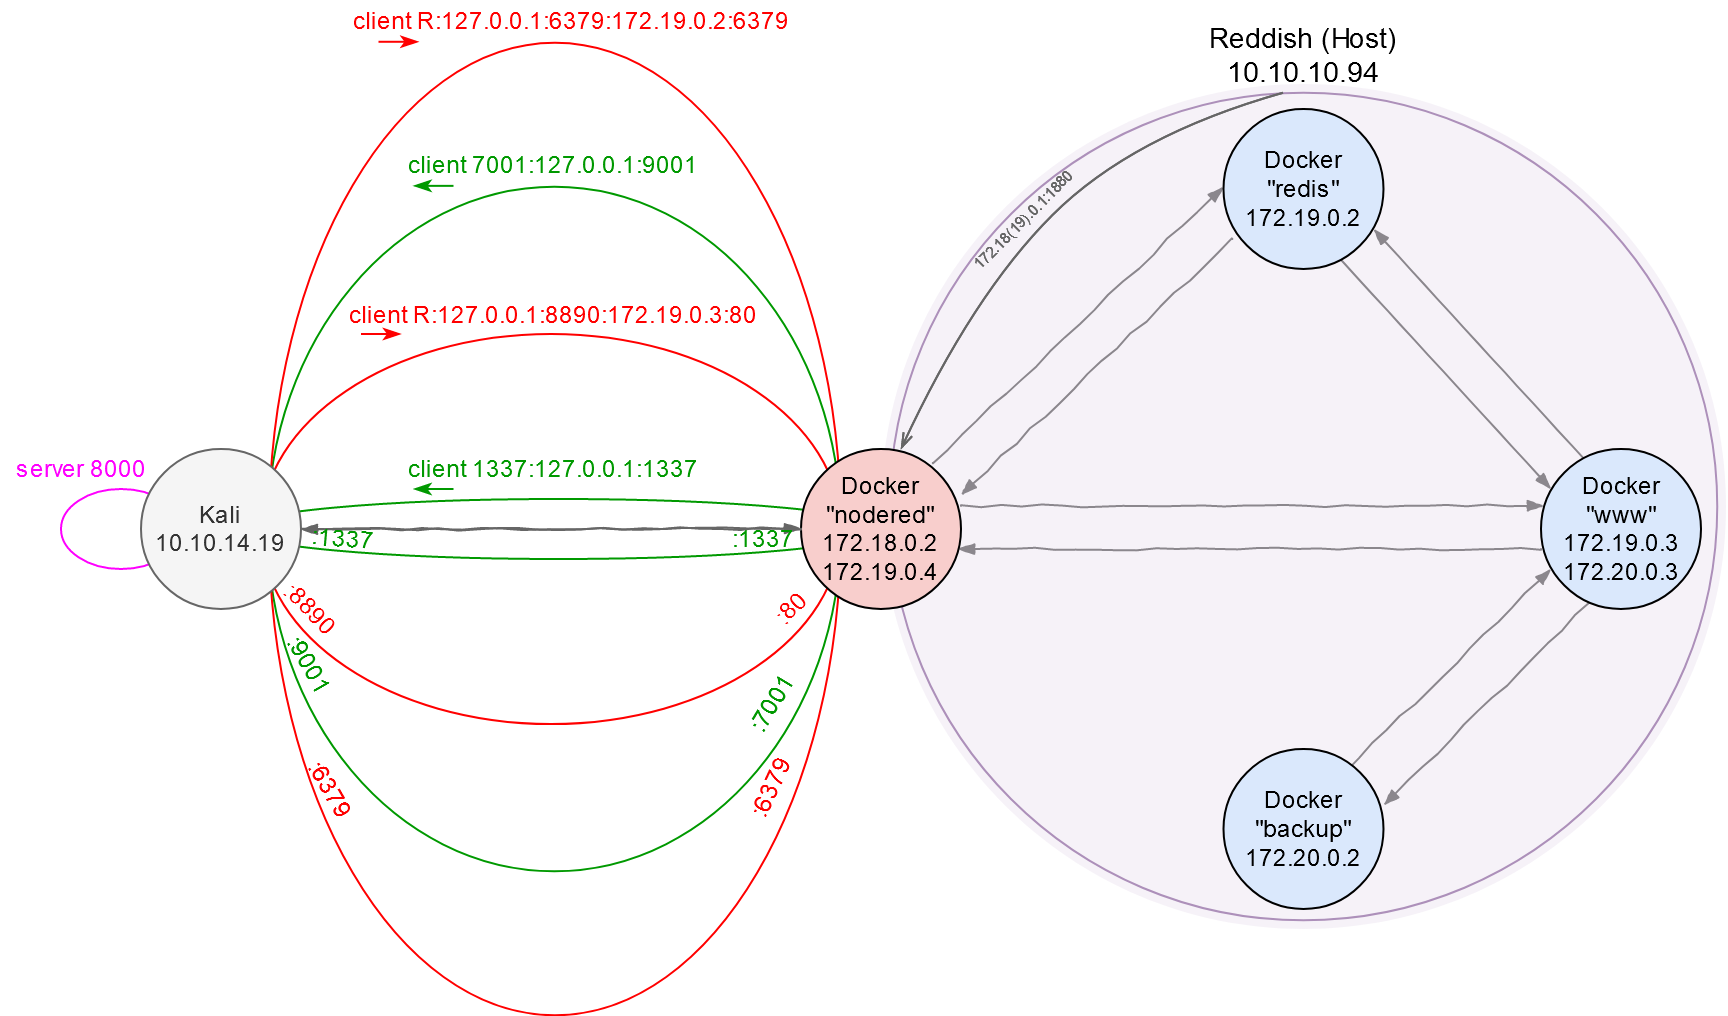 client R:127.0.0.1:6379:172.19.0.2:6379
Reddish (Host)
10.10.10.94
client 7001:127.0.0.1:9001
Docker
"redis"
172.19.0.2
172.18(19).0.1:1880
client R:127.0.0.1:8890:172.19.0.3:80
server 8000
client 1337:127.0.0.1:1337
Kali
10.10.14.19
:1337
:1337
Docker
"nodered"
172.18.0.2
172.19.0.4
Docker
"www"
172.19.0.3
172.20.0.3
:8890
:80
:9001
:7001
:6379
:6379
Docker
"backup"
172.20.0.2